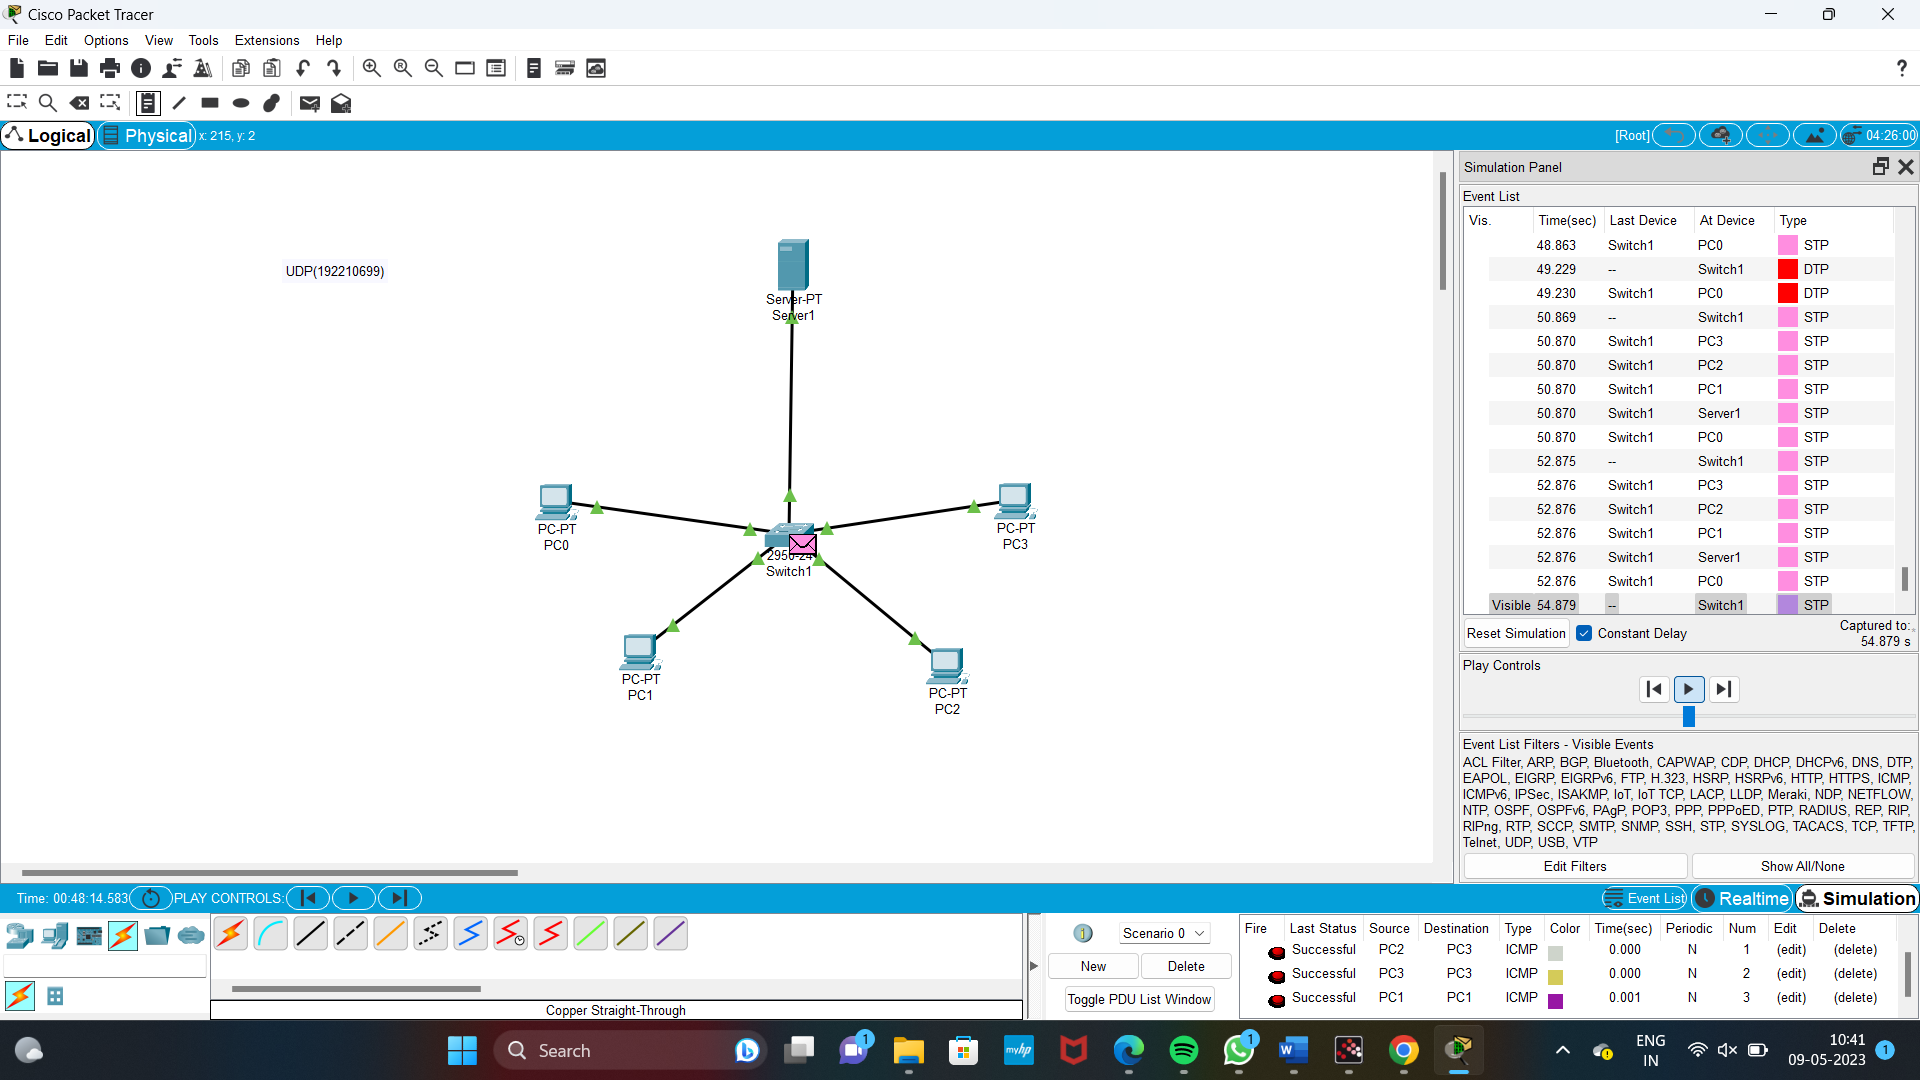 Cisco Packet Tracer
File Edit Options View Tools Extensions Help
?
Logical Physical x: 215, y: 2 [Root] 04:26:00
UDP(192210699)
Server-PT
Server1
PC-PT
PC0
PC-PT
PC3
2950-24
Switch1
PC-PT
PC1
PC-PT
PC2
Simulation Panel
Event List
Vis. Time(sec) Last Device At Device Type
48.863 Switch1 PC0 STP
49.229 -- Switch1 DTP
49.230 Switch1 PC0 DTP
50.869 -- Switch1 STP
50.870 Switch1 PC3 STP
50.870 Switch1 PC2 STP
50.870 Switch1 PC1 STP
50.870 Switch1 Server1 STP
50.870 Switch1 PC0 STP
52.875 -- Switch1 STP
52.876 Switch1 PC3 STP
52.876 Switch1 PC2 STP
52.876 Switch1 PC1 STP
52.876 Switch1 Server1 STP
52.876 Switch1 PC0 STP
Visible 54.879 -- Switch1 STP
Reset Simulation Constant Delay Captured to:
54.879 s
Play Controls
Event List Filters - Visible Events
ACL Filter, ARP, BGP, Bluetooth, CAPWAP, CDP, DHCP, DHCPv6, DNS, DTP,
EAPOL, EIGRP, EIGRPv6, FTP, H.323, HSRP, HSRPv6, HTTP, HTTPS, ICMP,
ICMPv6, IPSec, ISAKMP, IoT, IoT TCP, LACP, LLDP, Meraki, NDP, NETFLOW,
NTP, OSPF, OSPFv6, PAgP, POP3, PPP, PPPoED, PTP, RADIUS, REP, RIP,
RIPng, RTP, SCCP, SMTP, SNMP, SSH, STP, SYSLOG, TACACS, TCP, TFTP,
Telnet, UDP, USB, VTP
Edit Filters Show All/None
Time: 00:48:14.583 PLAY CONTROLS: Event List Realtime Simulation
Copper Straight-Through
Scenario 0
New Delete
Toggle PDU List Window
Fire Last Status Source Destination Type Color Time(sec) Periodic Num Edit Delete
Successful PC2 PC3 ICMP 0.000 N 1 (edit) (delete)
Successful PC3 PC3 ICMP 0.000 N 2 (edit) (delete)
Successful PC1 PC1 ICMP 0.001 N 3 (edit) (delete)
Search
1
myhp
1
W
ENG
IN
10:41
09-05-2023
1